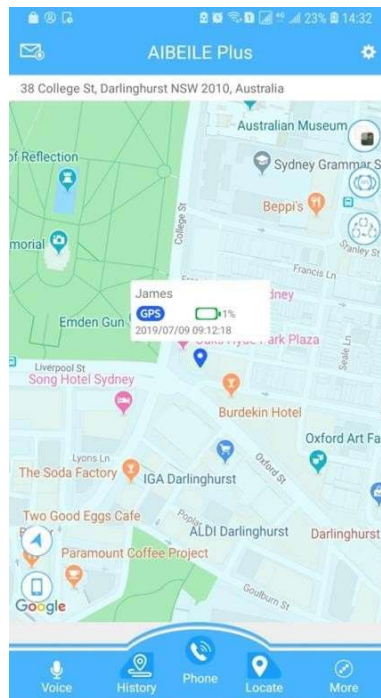 23% 14:32
AIBEILE Plus
38 College St, Darlinghurst NSW 2010, Australia
Australian Museum
of Reflection
Sydney Grammar S
Beppi's
College St
morial
Stanley St
Francis Ln
James
GPS 1%
2019/07/09 09:12:18
dney
Emden Gun
Hyde Park Plaza
Seale Ln
Liverpool St
Song Hotel Sydney
Burdekin Hotel
Oxford Art Fa
Lyons Ln
Oxford St
The Soda Factory
IGA Darlinghurst
Two Good Eggs Cafe
ALDI Darlinghurst
Darlinghurst
Paramount Coffee Project
Goulburn St
Google
Voice
History
Phone
Locate
More